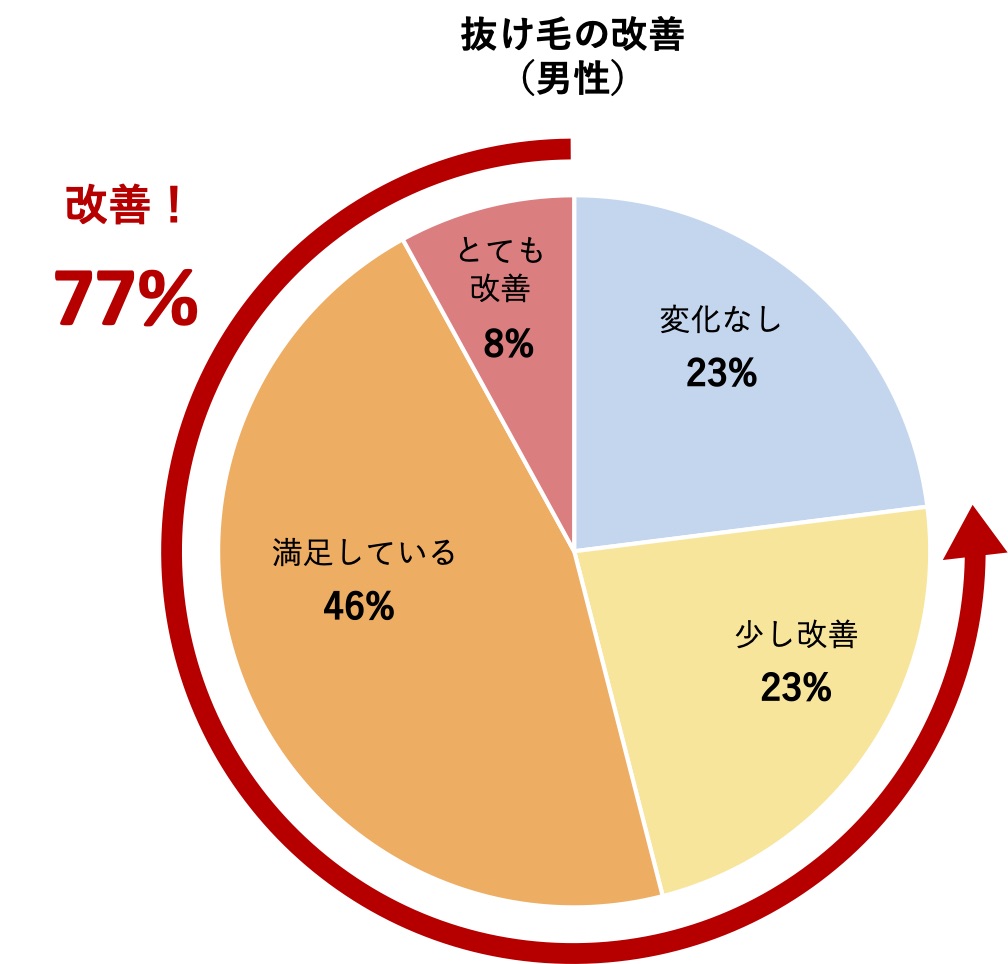 抜け毛の改善
（男性）
改善！
77%
とても
改善
8%
変化なし
23%
満足している
46%
少し改善
23%